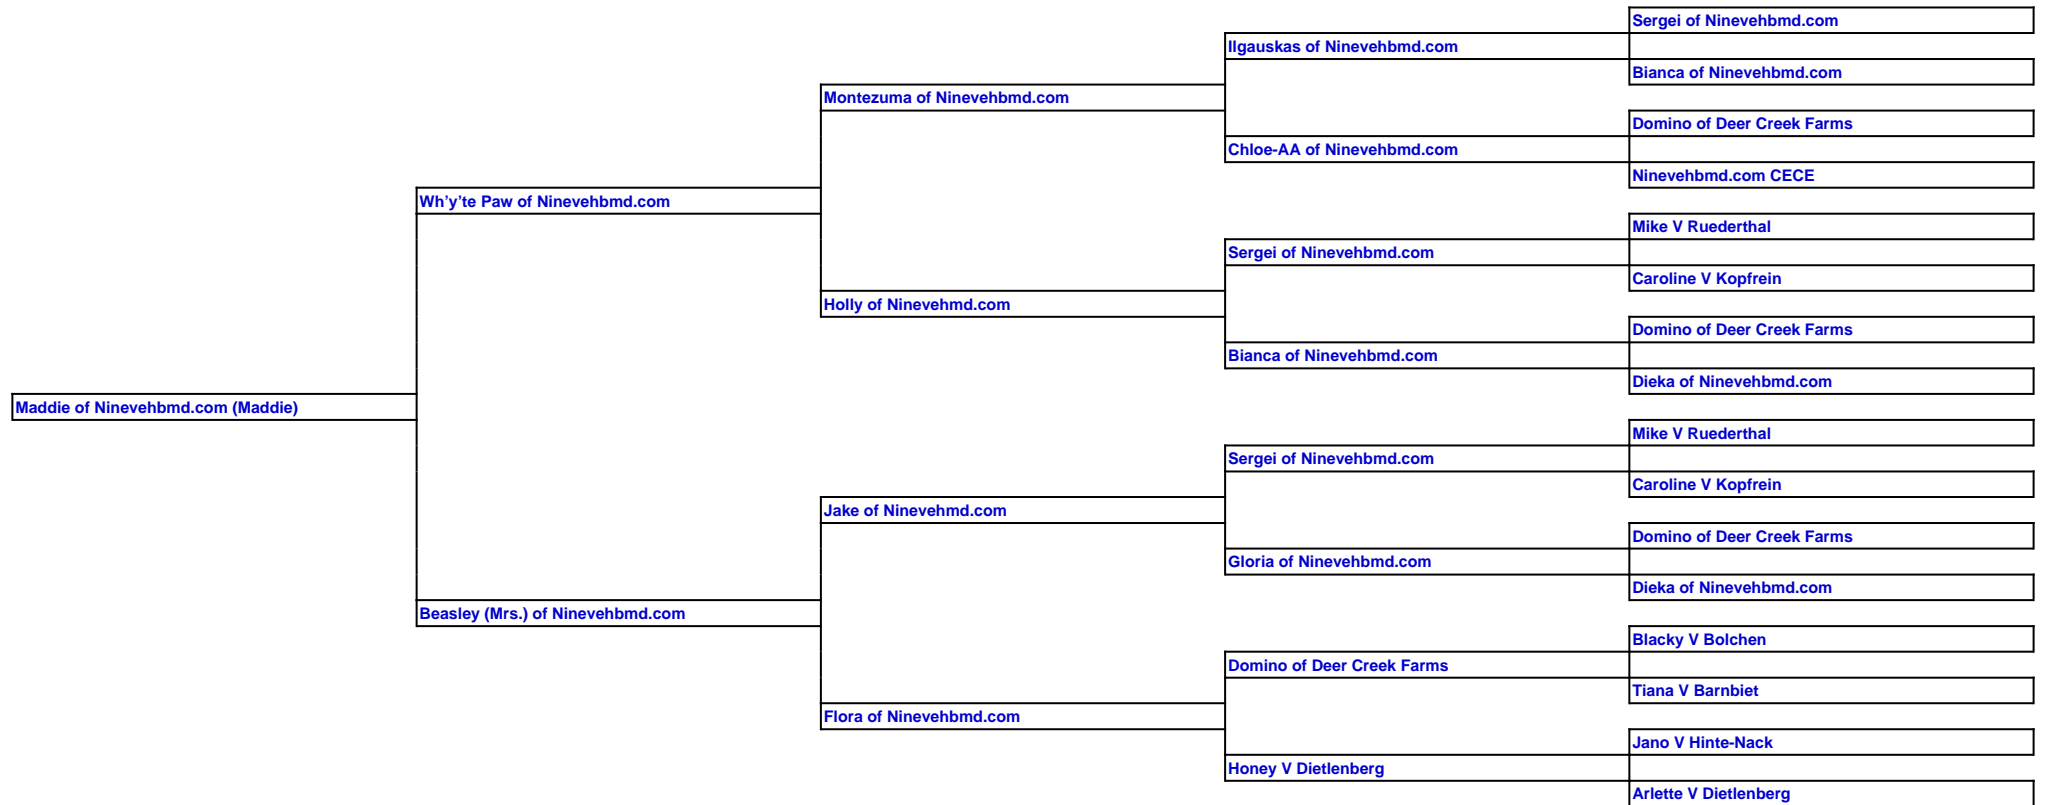 Sergei of Ninevehbmd.com
Ilgauskas of Ninevehbmd.com
Bianca of Ninevehbmd.com
Montezuma of Ninevehbmd.com
Domino of Deer Creek Farms
Chloe-AA of Ninevehbmd.com
Ninevehbmd.com CECE
Wh’y’te Paw of Ninevehbmd.com
Mike V Ruederthal
Sergei of Ninevehbmd.com
Caroline V Kopfrein
Holly of Ninevehmd.com
Domino of Deer Creek Farms
Bianca of Ninevehbmd.com
Dieka of Ninevehbmd.com
Maddie of Ninevehbmd.com (Maddie)
Mike V Ruederthal
Sergei of Ninevehbmd.com
Caroline V Kopfrein
Jake of Ninevehmd.com
Domino of Deer Creek Farms
Gloria of Ninevehbmd.com
Dieka of Ninevehbmd.com
Beasley (Mrs.) of Ninevehbmd.com
Blacky V Bolchen
Domino of Deer Creek Farms
Tiana V Barnbiet
Flora of Ninevehbmd.com
Jano V Hinte-Nack
Honey V Dietlenberg
Arlette V Dietlenberg